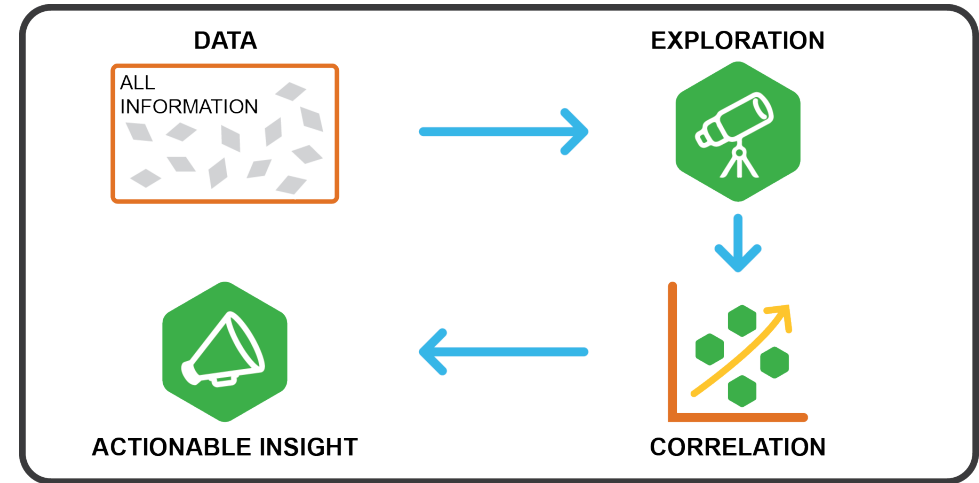 DATA
ALL
INFORMATION
EXPLORATION
ACTIONABLE INSIGHT
CORRELATION